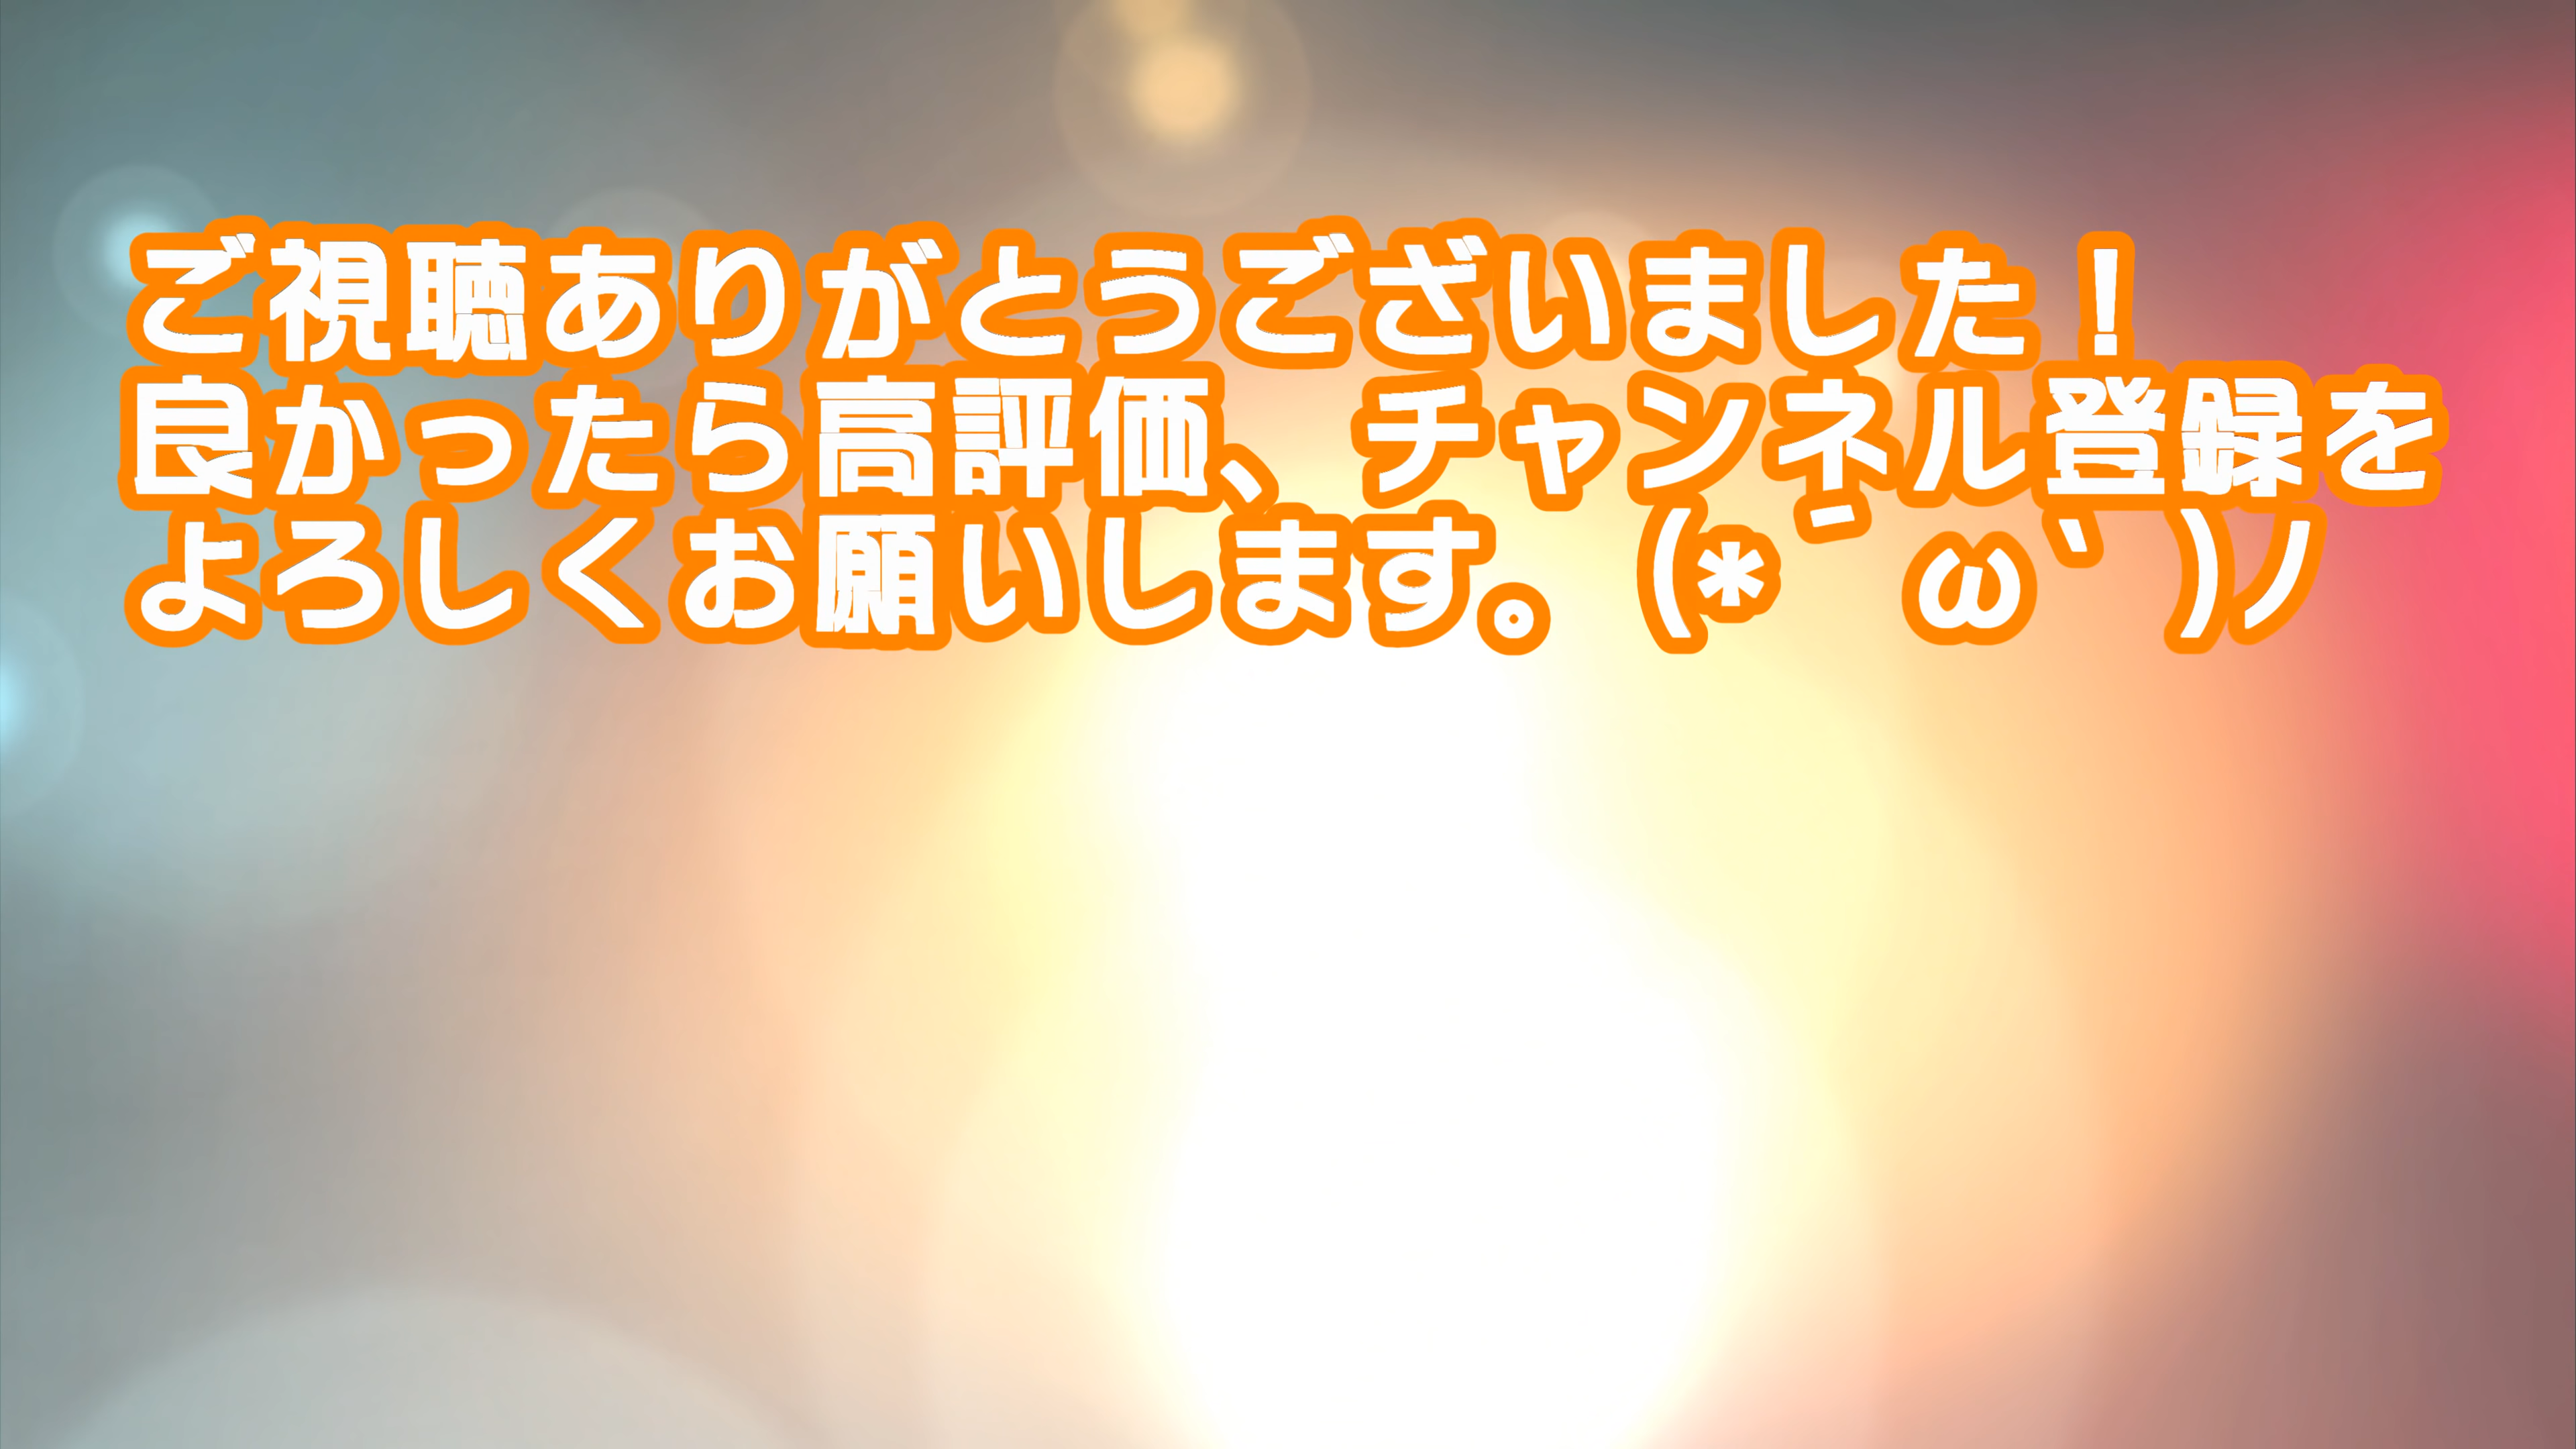 ご視聴ありがとうございました！
良かったら高評価、チャンネル登録を
よろしくお願いします。(*´ω｀)ﾉ